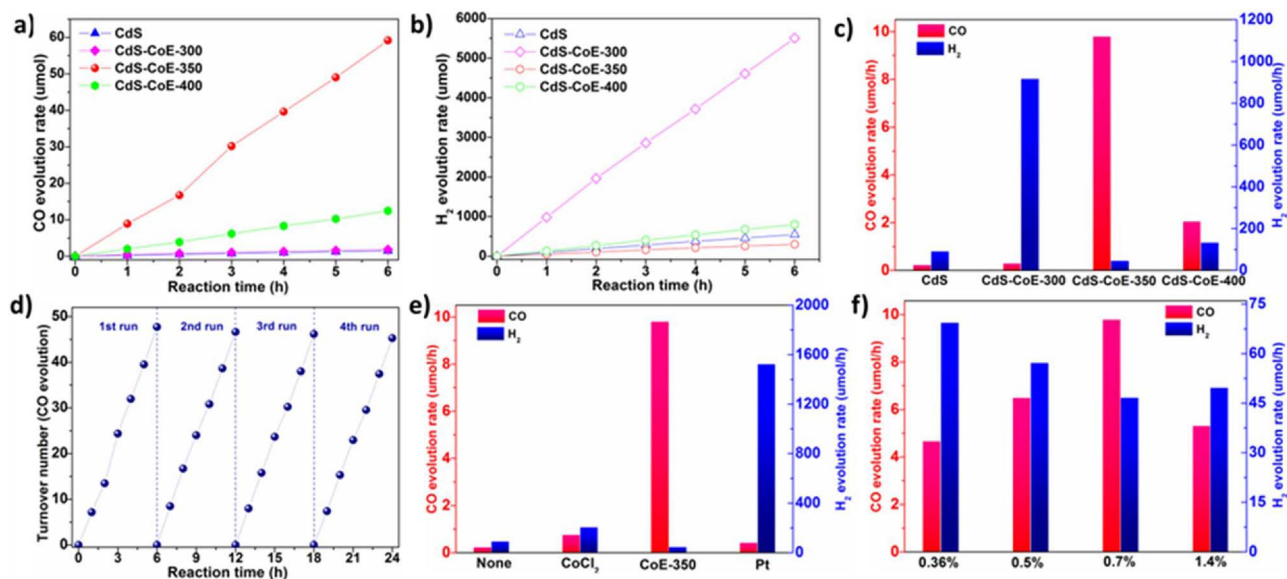 a)
CO evolution rate (umol)
60
50
40
30
20
10
0
CdS
CdS-CoE-300
CdS-CoE-350
CdS-CoE-400
0 1 2 3 4 5 6
Reaction time (h)
b)
H2 evolution rate (umol)
6000
5500
5000
4500
4000
3500
3000
2500
2000
1500
1000
500
0
CdS
CdS-CoE-300
CdS-CoE-350
CdS-CoE-400
0 1 2 3 4 5 6
Reaction time (h)
c)
CO evolution rate (umol/h)
10
8
6
4
2
0
CO
H2
1200
1000
800
600
400
200
0
H2 evolution rate (umol/h)
CdS CdS-CoE-300 CdS-CoE-350 CdS-CoE-400
d)
Turnover number (CO evolution)
50
40
30
20
10
0
1st run 2nd run 3rd run 4th run
0 3 6 9 12 15 18 21 24
Reaction time (h)
e)
CO evolution rate (umol/h)
10
8
6
4
2
0
CO
H2
2000
1600
1200
800
400
0
H2 evolution rate (umol/h)
None CoCl2 CoE-350 Pt
f)
CO evolution rate (umol/h)
10
8
6
4
2
0
CO
H2
75
60
45
30
15
0
H2 evolution rate (umol/h)
0.36% 0.5% 0.7% 1.4%